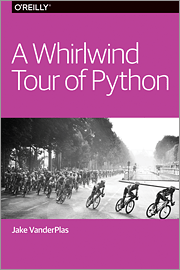 O'REILLY®
A Whirlwind
Tour of Python
Jake VanderPlas